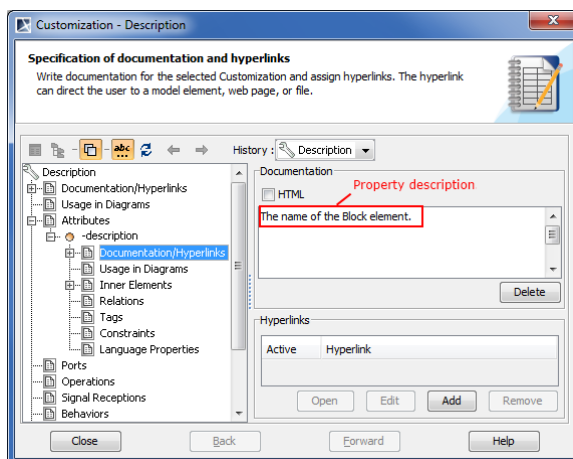 Customization - Description
Specification of documentation and hyperlinks
Write documentation for the selected Customization and assign hyperlinks. The hyperlink
can direct the user to a model element, web page, or file.
abc
History : Description
Description
Documentation/Hyperlinks
Usage in Diagrams
Attributes
-description
Documentation/Hyperlinks
Usage in Diagrams
Inner Elements
Relations
Tags
Constraints
Language Properties
Ports
Operations
Signal Receptions
Behaviors
Documentation
HTML
Property description
The name of the Block element.
Delete
Hyperlinks
Active Hyperlink
Open Edit Add Remove
Close Back Forward Help